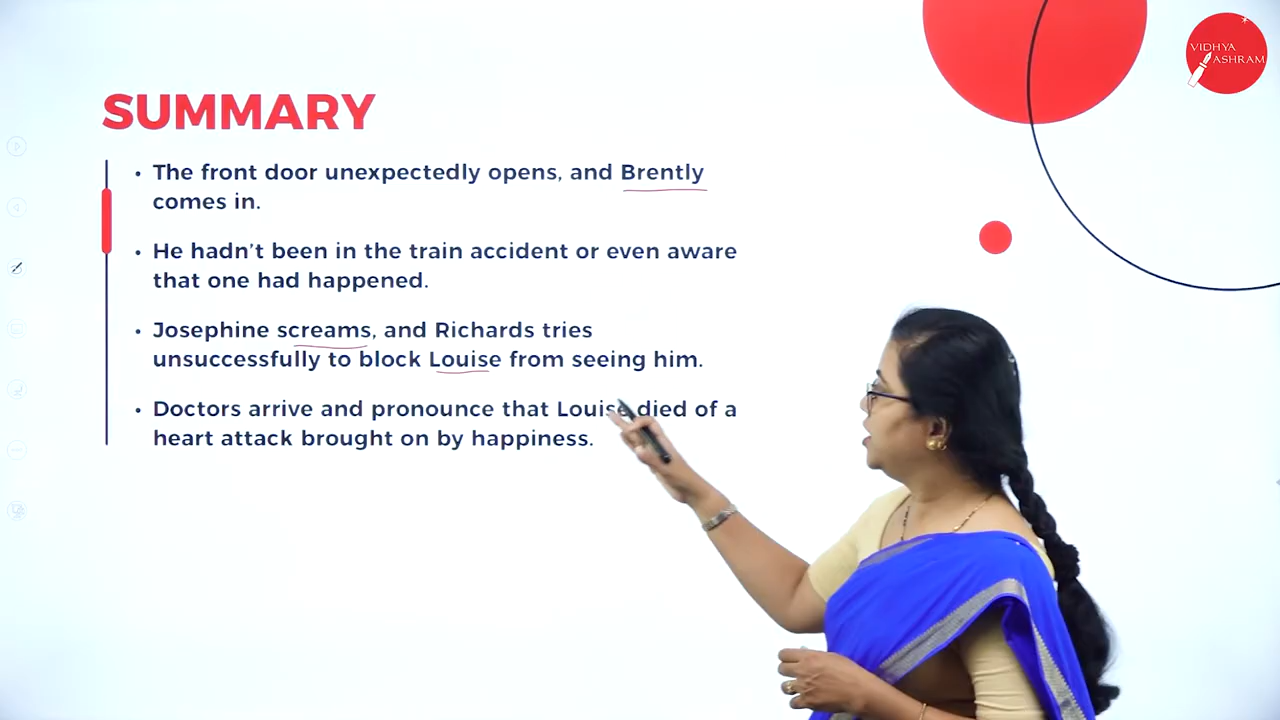 VIDHYA
ASHRAM
SUMMARY
• The front door unexpectedly opens, and Brently
comes in.
• He hadn't been in the train accident or even aware
that one had happened.
• Josephine screams, and Richards tries
unsuccessfully to block Louise from seeing him.
• Doctors arrive and pronounce that Louise died of a
heart attack brought on by happiness.